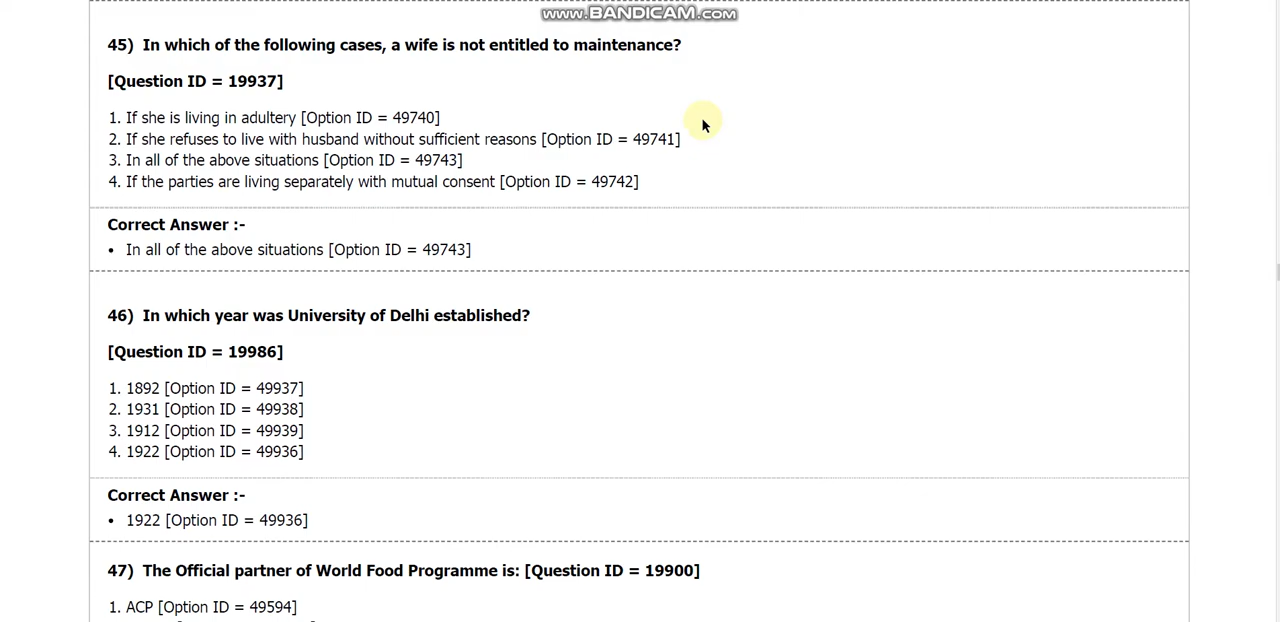 www.BANDICAM.com
45) In which of the following cases, a wife is not entitled to maintenance?
[Question ID = 19937]
1. If she is living in adultery [Option ID = 49740]
2. If she refuses to live with husband without sufficient reasons [Option ID = 49741]
3. In all of the above situations [Option ID = 49743]
4. If the parties are living separately with mutual consent [Option ID = 49742]
Correct Answer :-
• In all of the above situations [Option ID = 49743]
46) In which year was University of Delhi established?
[Question ID = 19986]
1. 1892 [Option ID = 49937]
2. 1931 [Option ID = 49938]
3. 1912 [Option ID = 49939]
4. 1922 [Option ID = 49936]
Correct Answer :-
• 1922 [Option ID = 49936]
47) The Official partner of World Food Programme is: [Question ID = 19900]
1. ACP [Option ID = 49594]